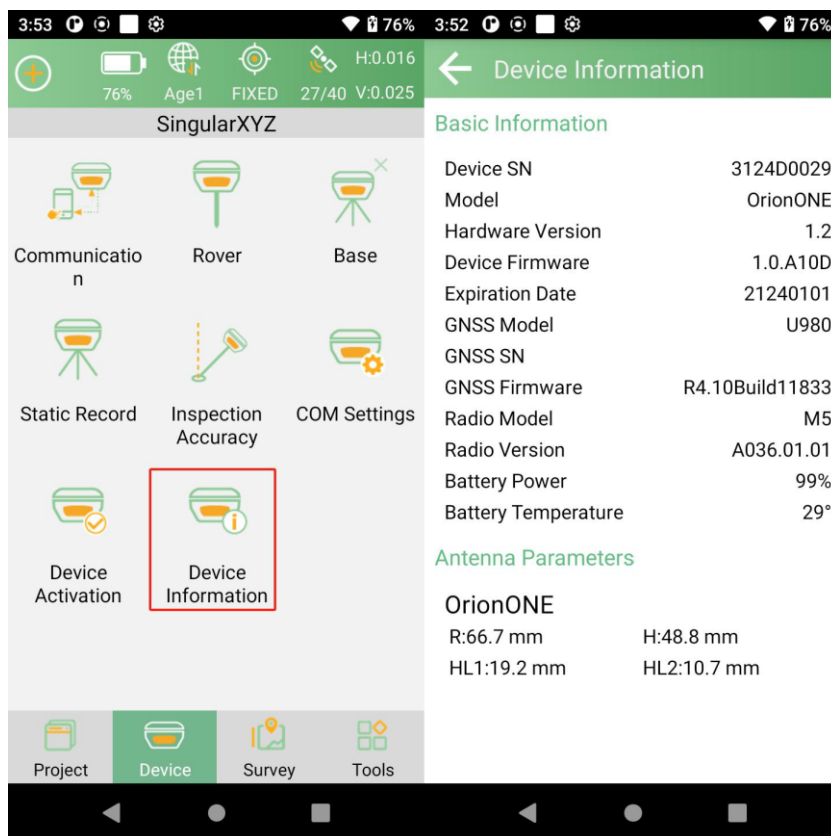 3:53 76%
H:0.016
76% Age1 FIXED 27/40 V:0.025
SingularXYZ
Communicatio
n
Rover
Base
Static Record
Inspection
Accuracy
COM Settings
Device
Activation
Device
Information
Project Device Survey Tools
3:52 76%
Device Information
Basic Information
Device SN 3124D0029
Model OrionONE
Hardware Version 1.2
Device Firmware 1.0.A10D
Expiration Date 21240101
GNSS Model U980
GNSS SN
GNSS Firmware R4.10Build11833
Radio Model M5
Radio Version A036.01.01
Battery Power 99%
Battery Temperature 29°
Antenna Parameters
OrionONE
R:66.7 mm H:48.8 mm
HL1:19.2 mm HL2:10.7 mm